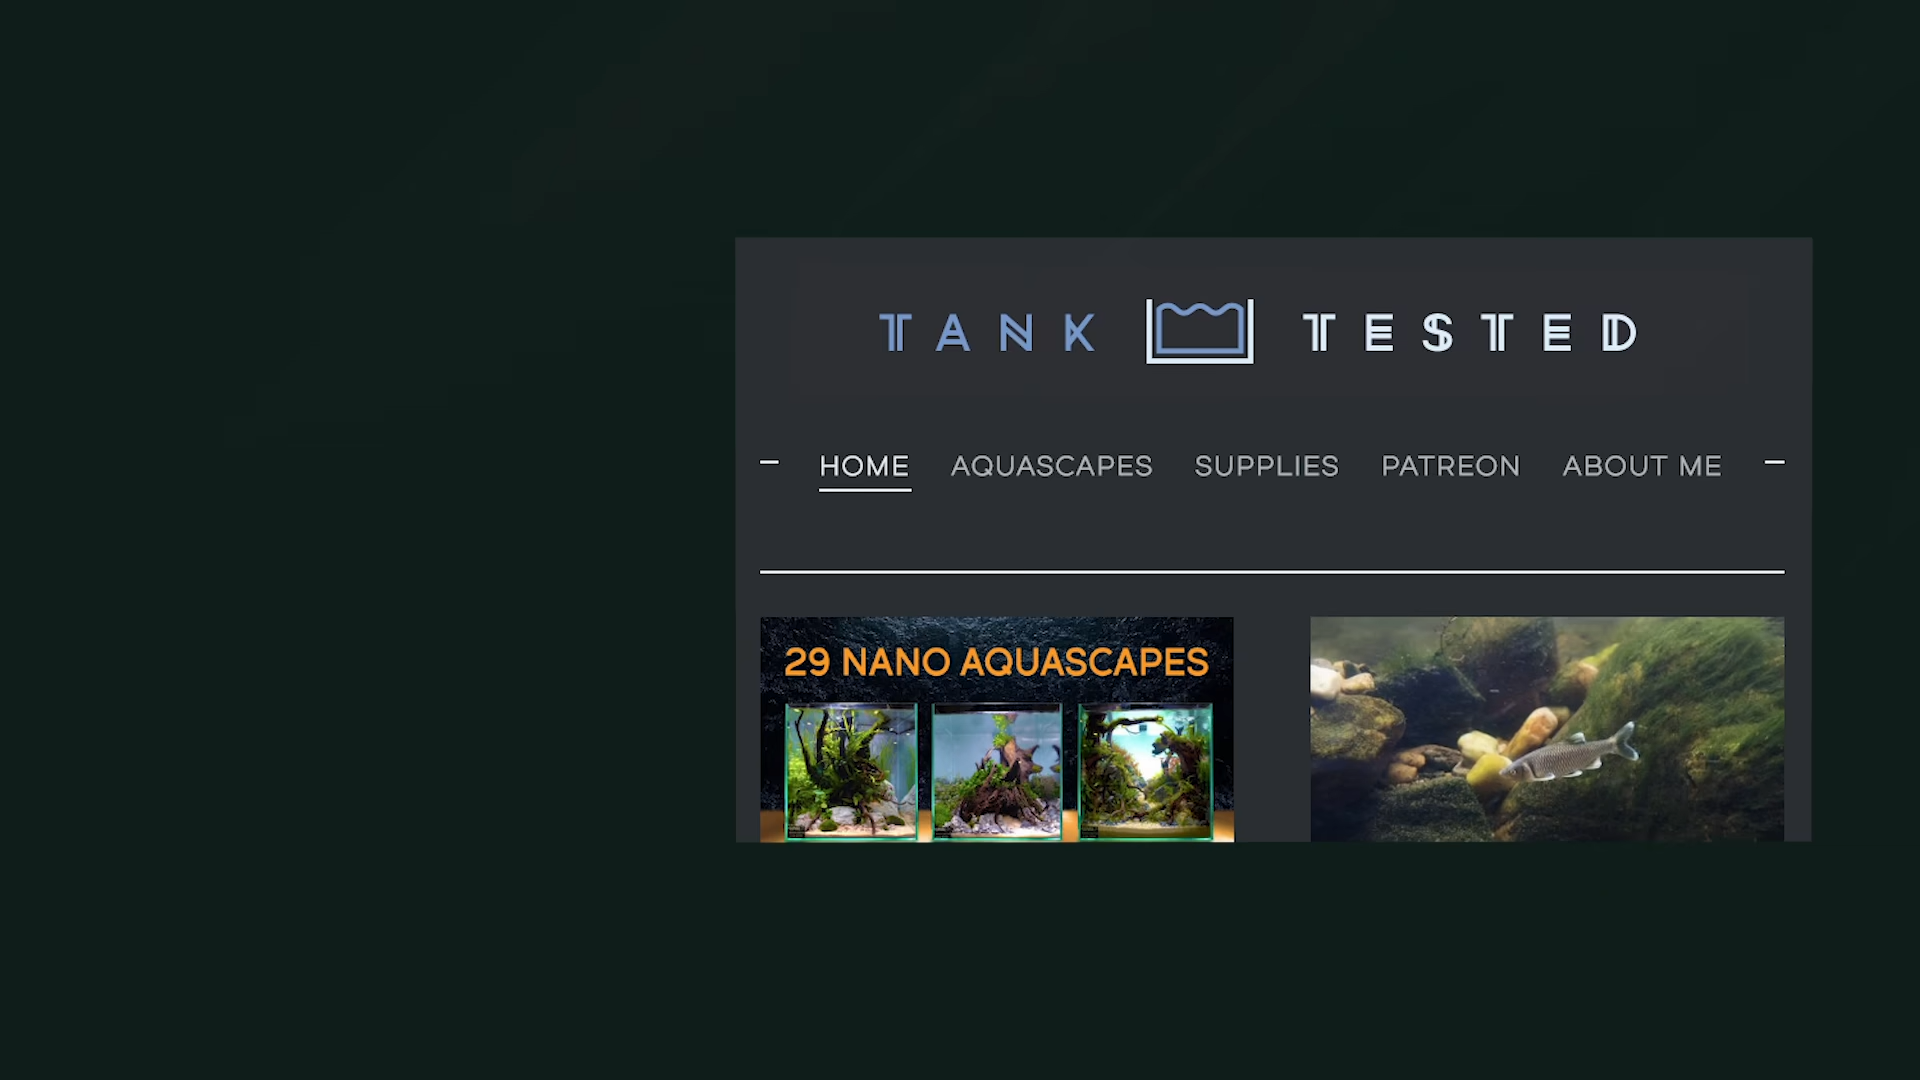 TANK TESTED
HOME AQUASCAPES SUPPLIES PATREON ABOUT ME
29 NANO AQUASCAPES